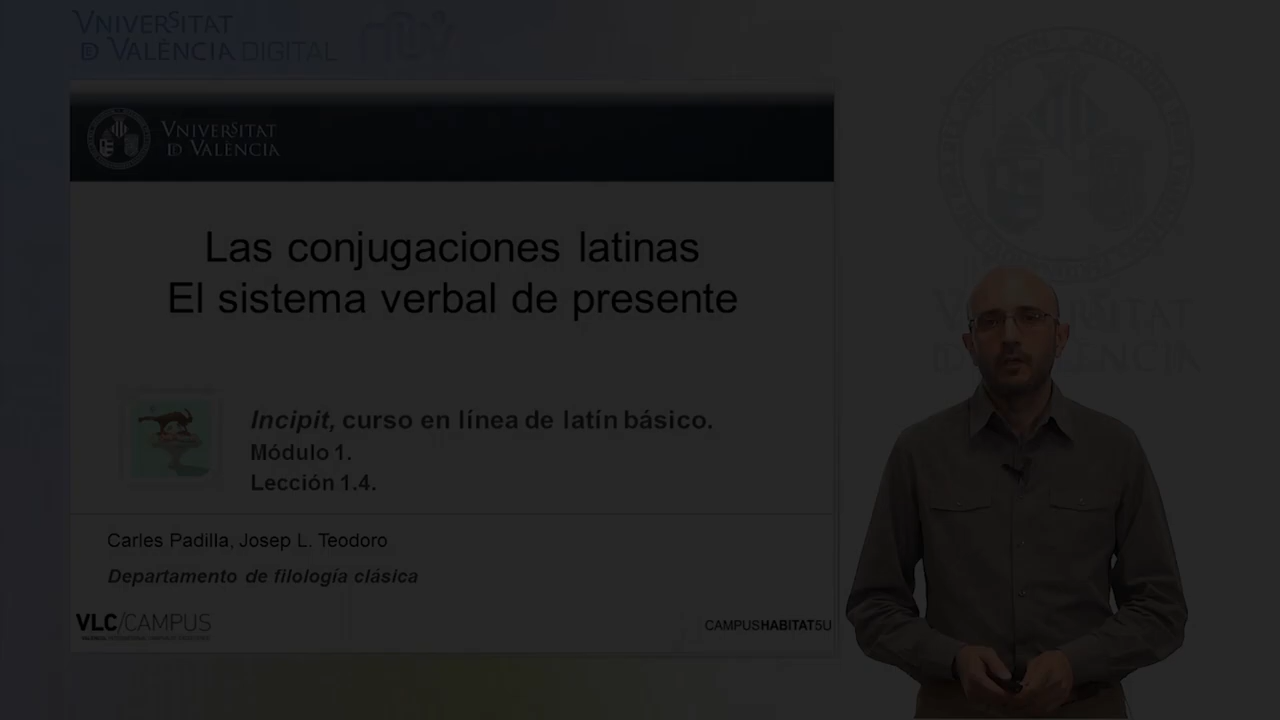 VNIVERSITAT
D VALÈNCIA DIGITAL
VNIVERSITAT
D VALÈNCIA
Las conjugaciones latinas
El sistema verbal de presente
Incipit, curso en línea de latín básico.
Módulo 1.
Lección 1.4.
Carles Padilla, Josep L. Teodoro
Departamento de filología clásica
VLC/CAMPUS
CAMPUSHABITAT5U
VNIVERSITAT
D VALÈNCIA